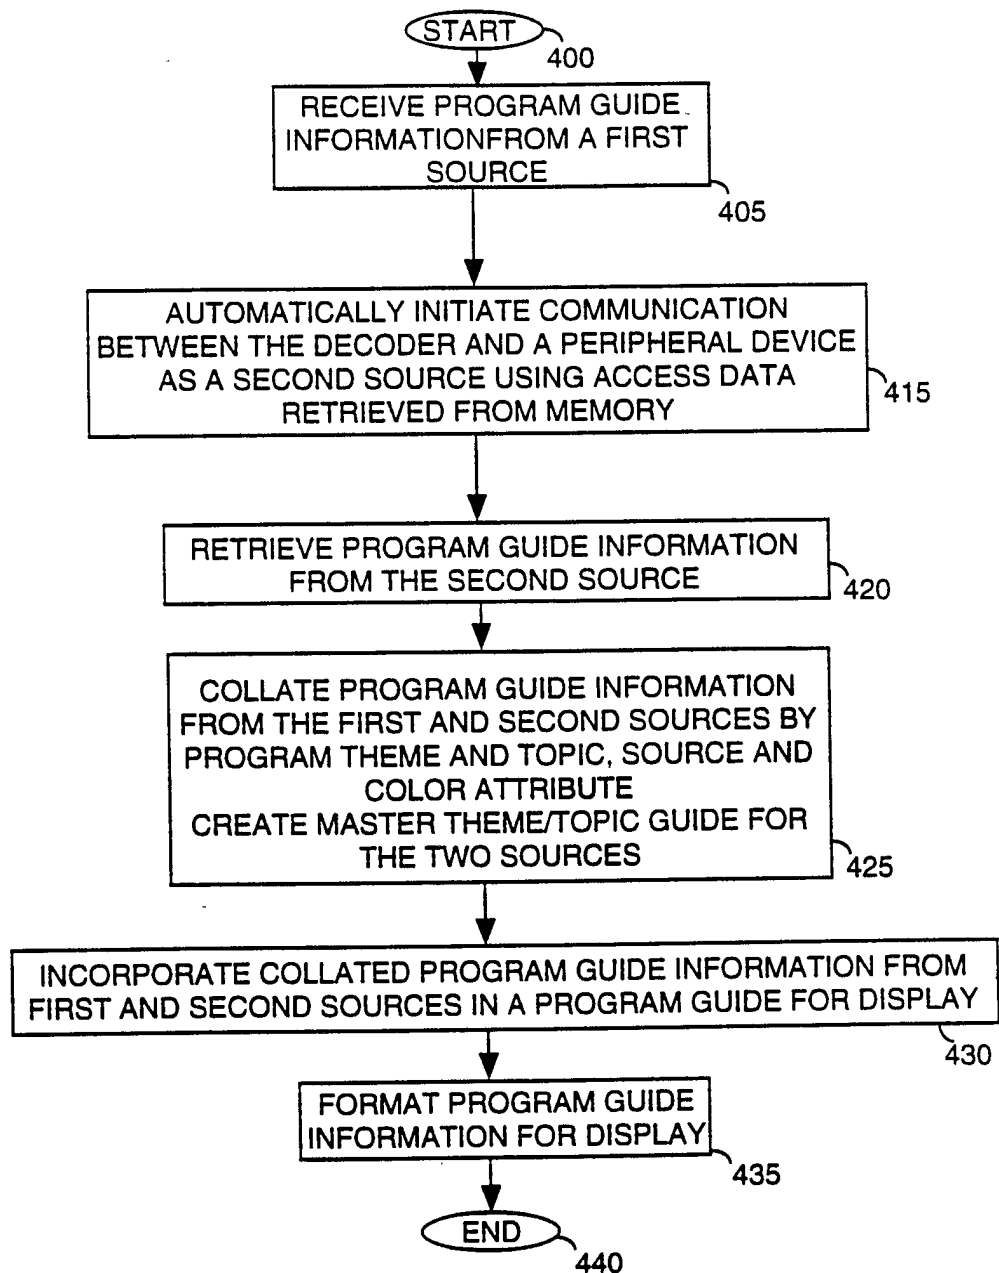 START
400
RECEIVE PROGRAM GUIDE
INFORMATIONFROM A FIRST
SOURCE
405
AUTOMATICALLY INITIATE COMMUNICATION
BETWEEN THE DECODER AND A PERIPHERAL DEVICE
AS A SECOND SOURCE USING ACCESS DATA
RETRIEVED FROM MEMORY
415
RETRIEVE PROGRAM GUIDE INFORMATION
FROM THE SECOND SOURCE
420
COLLATE PROGRAM GUIDE INFORMATION
FROM THE FIRST AND SECOND SOURCES BY
PROGRAM THEME AND TOPIC, SOURCE AND
COLOR ATTRIBUTE
CREATE MASTER THEME/TOPIC GUIDE FOR
THE TWO SOURCES
425
INCORPORATE COLLATED PROGRAM GUIDE INFORMATION FROM
FIRST AND SECOND SOURCES IN A PROGRAM GUIDE FOR DISPLAY
430
FORMAT PROGRAM GUIDE
INFORMATION FOR DISPLAY
435
END
440